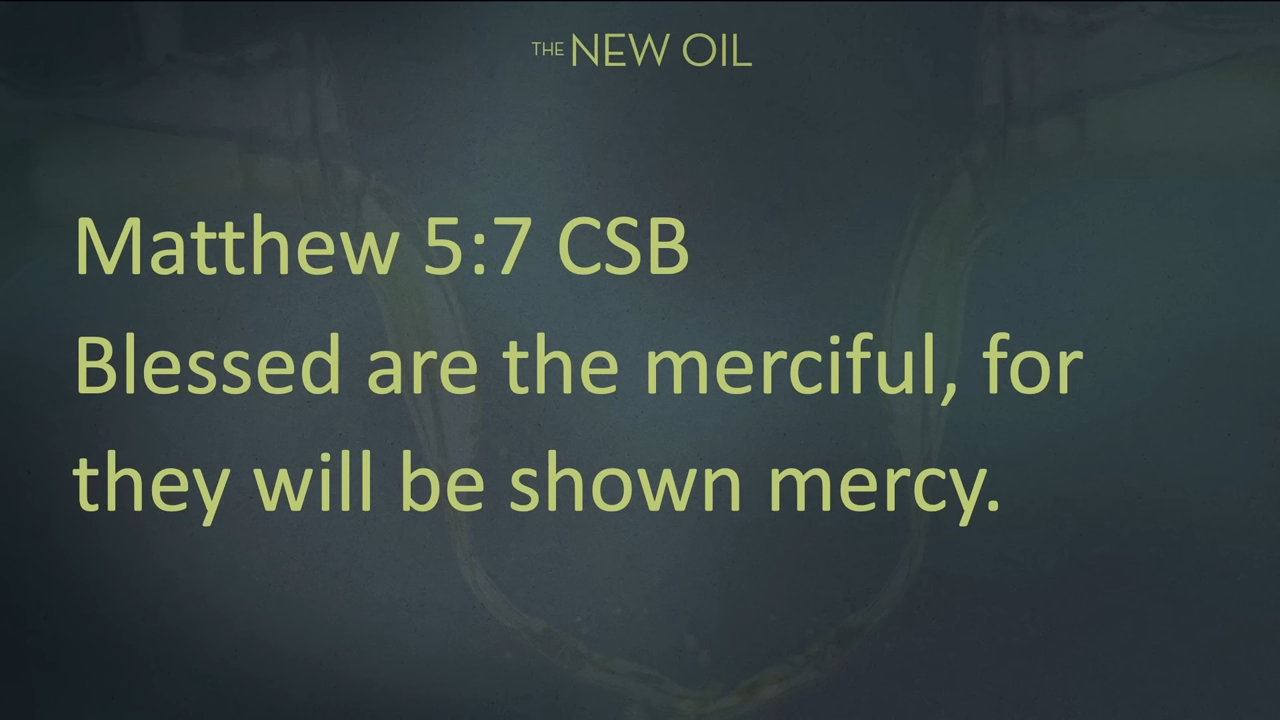 THE NEW OIL
Matthew 5:7 CSB
Blessed are the merciful, for
they will be shown mercy.